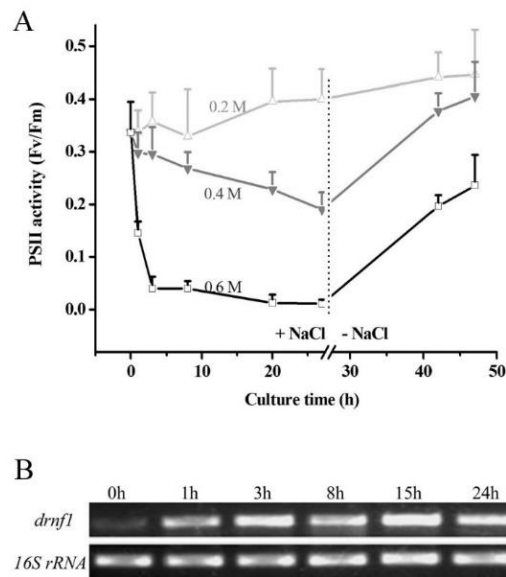 A
PSII activity (Fv/Fm)
0.5
0.4
0.3
0.2
0.1
0.0
0.2 M
0.4 M
0.6 M
+ NaCl
- NaCl
0 10 20 30 40 50
Culture time (h)
B
0h 1h 3h 8h 15h 24h
drnf1
16S rRNA